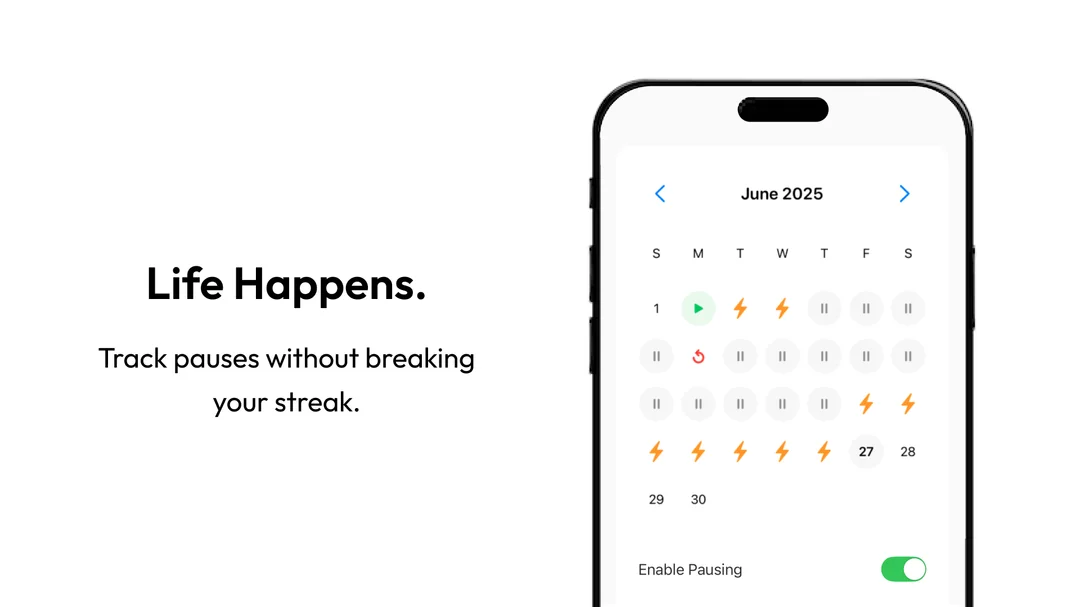 Life Happens.
Track pauses without breaking
your streak.
June 2025
S M T W T F S
1
27 28
29 30
Enable Pausing